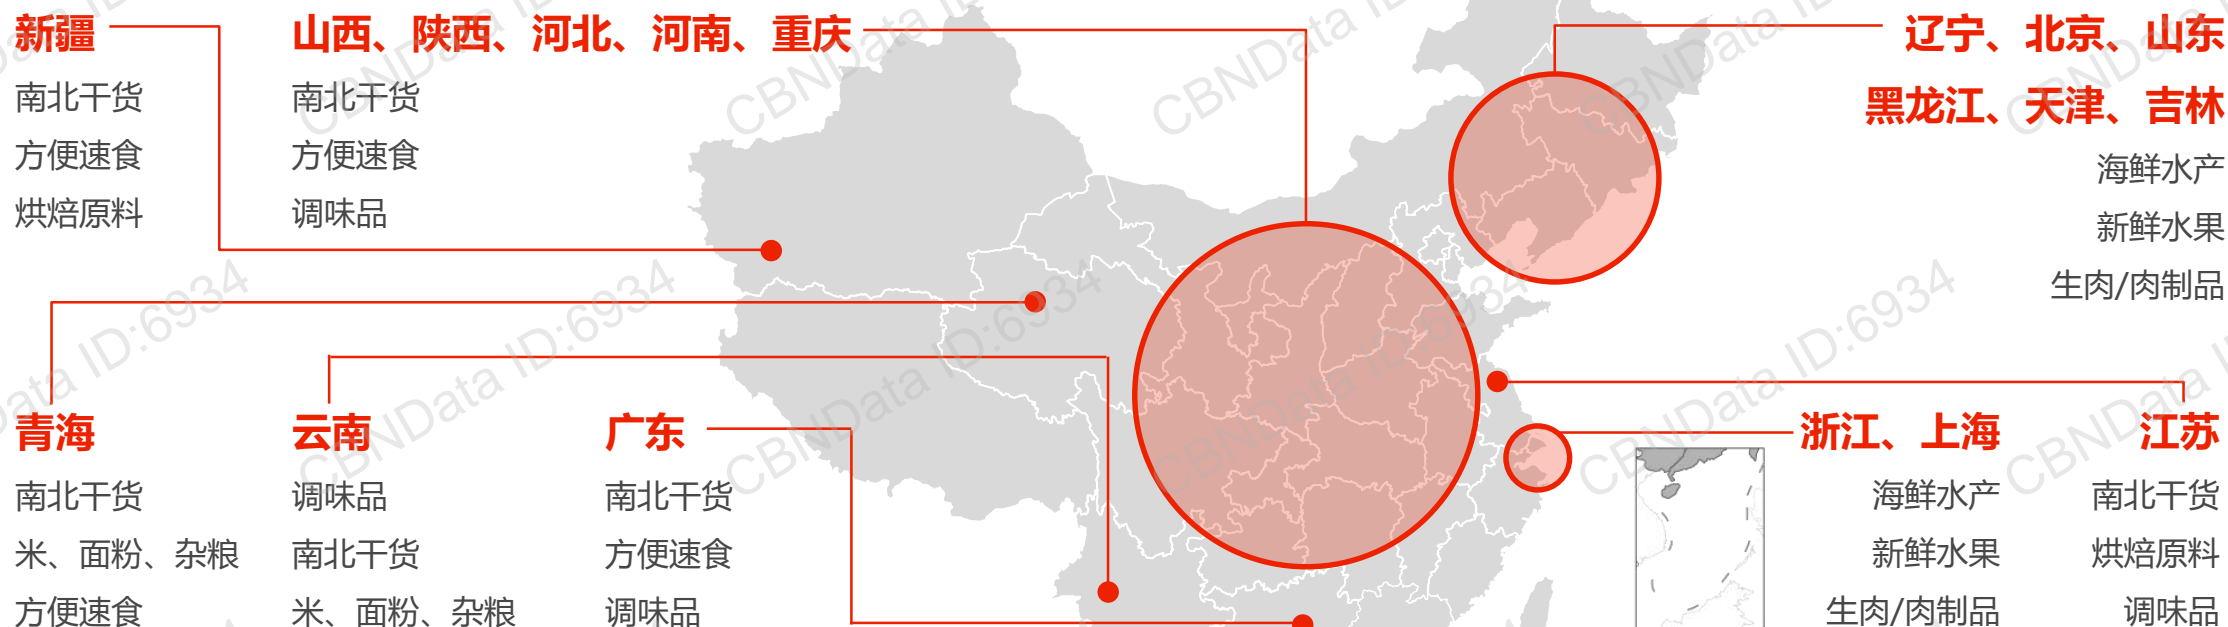 新疆
南北干货
方便速食
烘焙原料
山西、陕西、河北、河南、重庆
南北干货
方便速食
调味品
辽宁、北京、山东
黑龙江、天津、吉林
海鲜水产
新鲜水果
生肉/肉制品
青海
南北干货
米、面粉、杂粮
方便速食
云南
调味品
南北干货
米、面粉、杂粮
广东
南北干货
方便速食
调味品
浙江、上海
海鲜水产
新鲜水果
生肉/肉制品
江苏
南北干货
烘焙原料
调味品
CBNData ID:6934